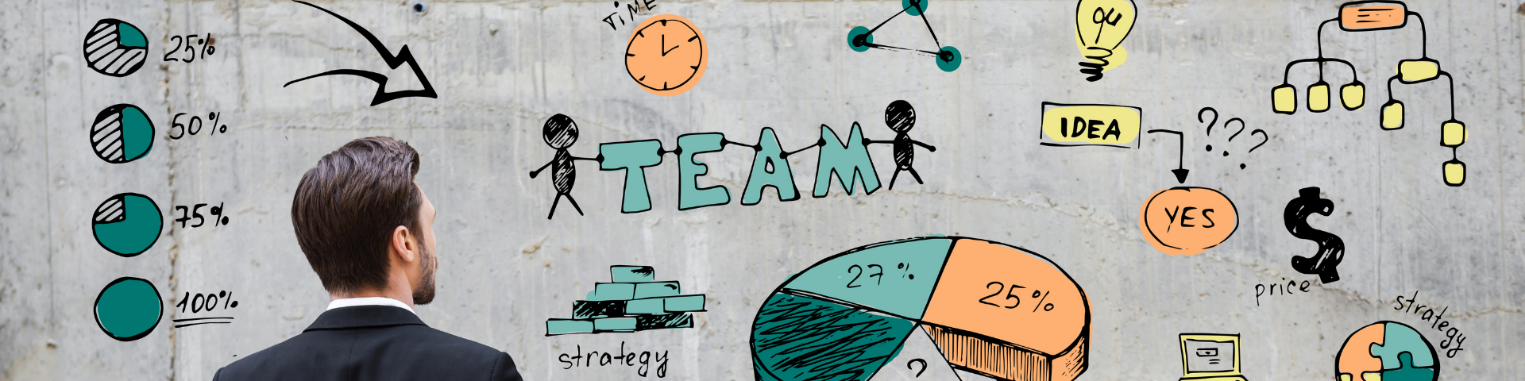 25%
50%
75%
100%
TIME
TEAM
strategy
27 %
25%
?
IDEA
???
YES
price
$
strategy